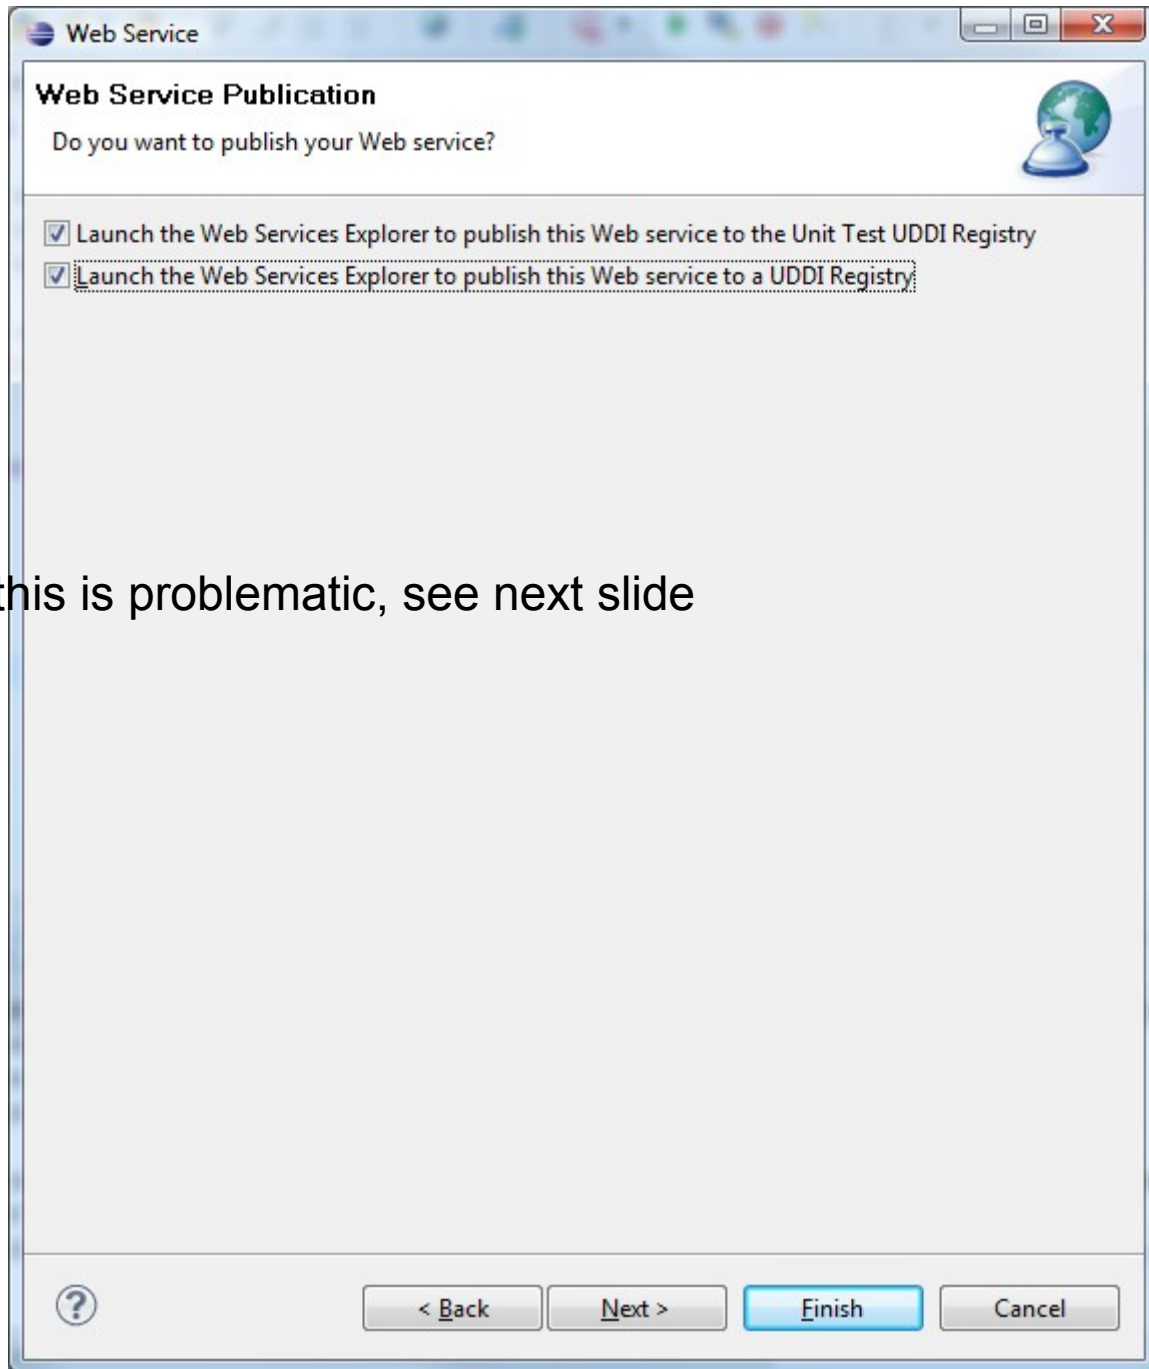 Web Service
Web Service Publication
Do you want to publish your Web service?
Launch the Web Services Explorer to publish this Web service to the Unit Test UDDI Registry
Launch the Web Services Explorer to publish this Web service to a UDDI Registry
this is problematic, see next slide
?
< Back
Next >
Finish
Cancel